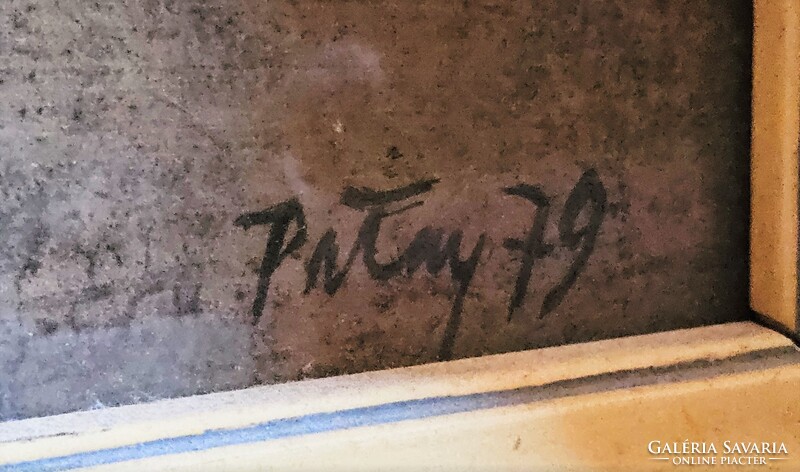 Patay 79
GALÉRIA SAVARIA
ONLINE PIACTÉR